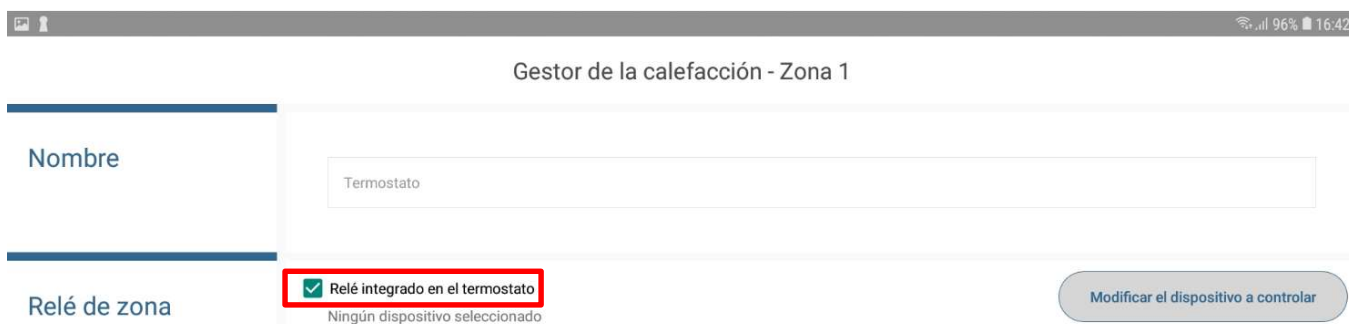 96% 16:42
Gestor de la calefacción - Zona 1
Nombre
Termostato
Relé de zona
Relé integrado en el termostato
Ningún dispositivo seleccionado
Modificar el dispositivo a controlar